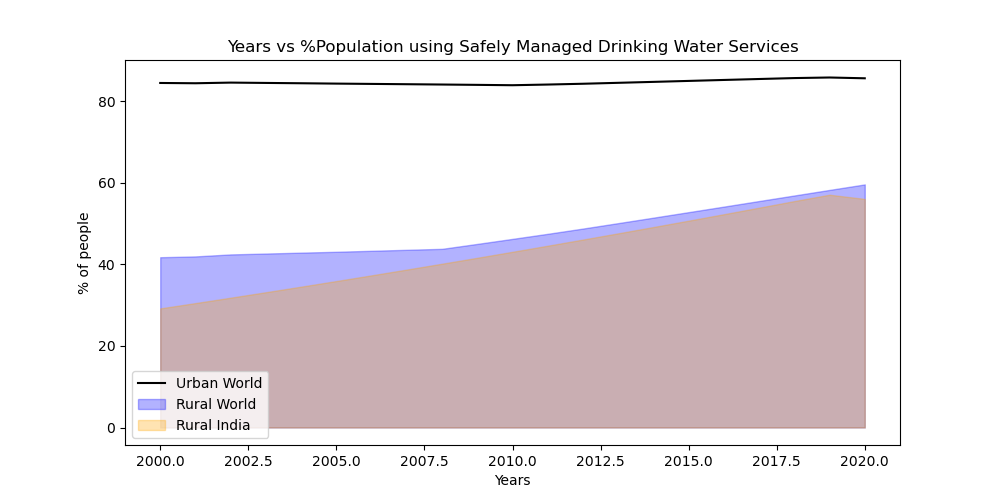 Years vs %Population using Safely Managed Drinking Water Services
% of people
80
60
40
20
0
Urban World
Rural World
Rural India
2000.0 2002.5 2005.0 2007.5 2010.0 2012.5 2015.0 2017.5 2020.0
Years